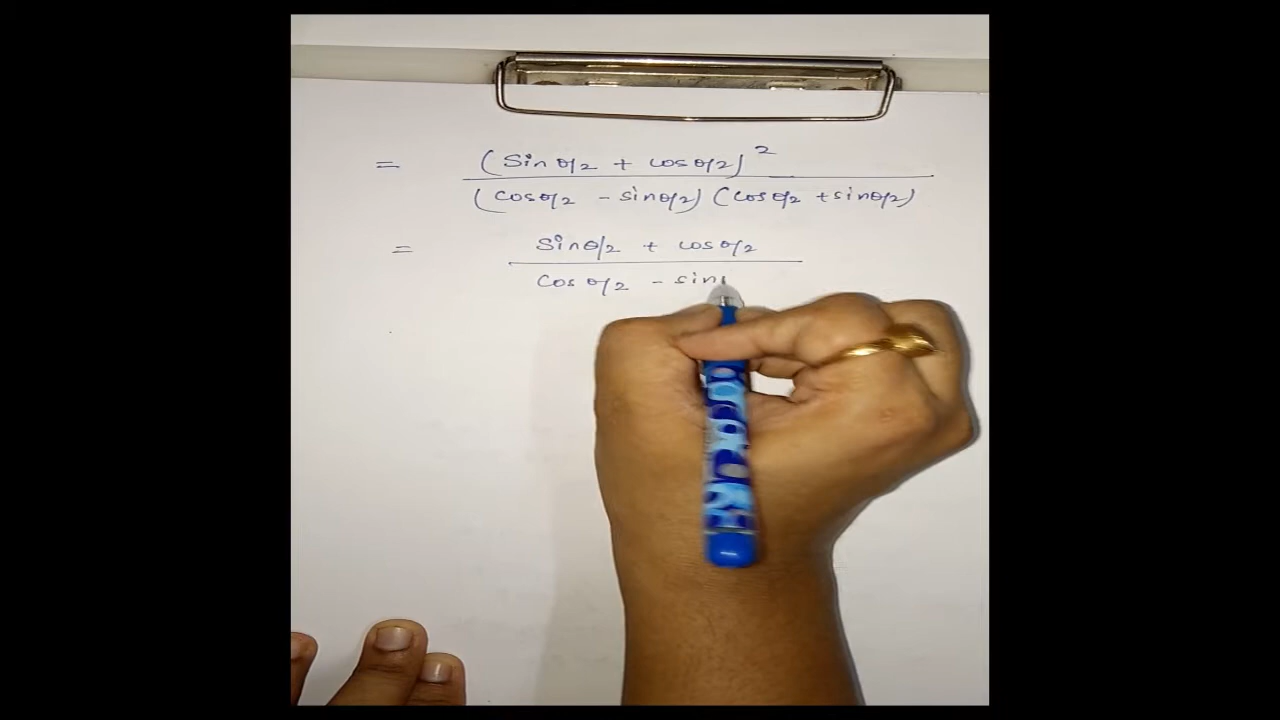 = (Sin θ/2 + cos θ/2)²
(cos θ/2 - sin θ/2) (cos θ/2 + sin θ/2)
= Sin θ/2 + cos θ/2
cos θ/2 - sin